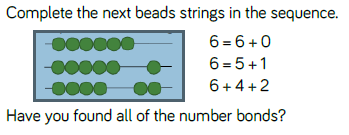 Complete the next beads strings in the sequence.
6 = 6 + 0
6 = 5 + 1
6 + 4 + 2
Have you found all of the number bonds?